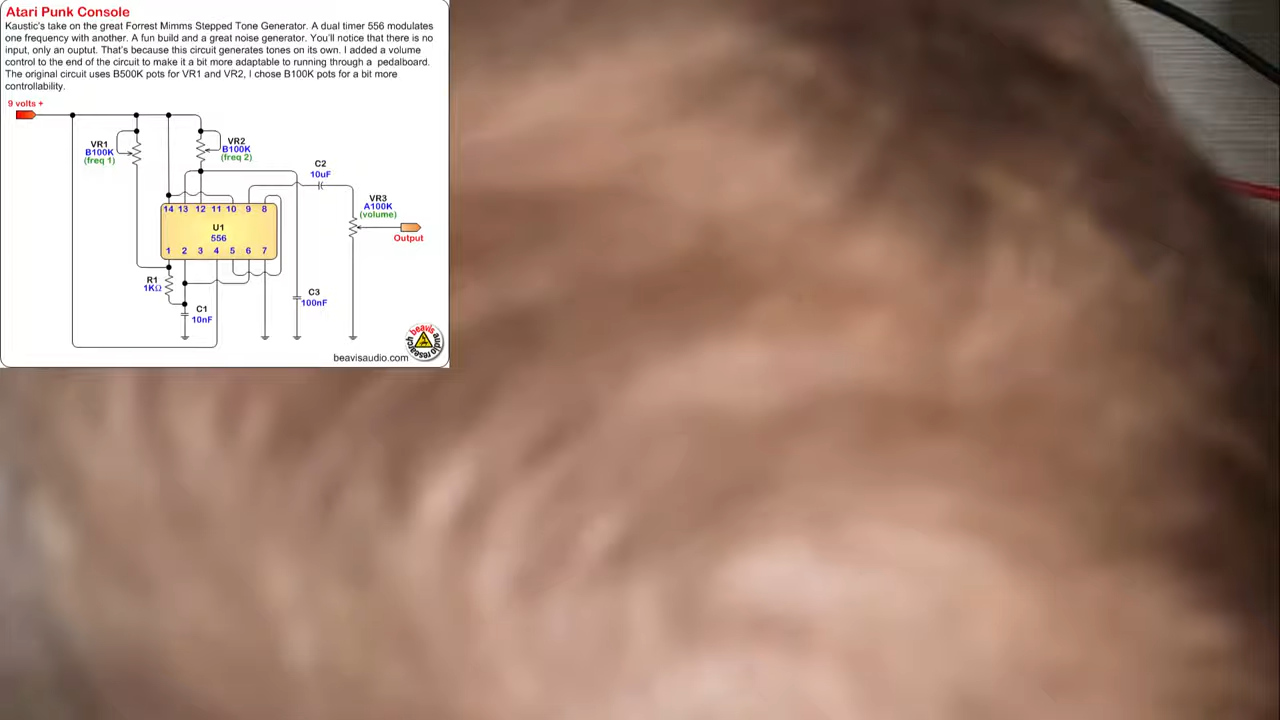 Atari Punk Console
Kaustic's take on the great Forrest Mimms Stepped Tone Generator. A dual timer 556 modulates
one frequency with another. A fun build and a great noise generator. You'll notice that there is no
input, only an ouptut. That's because this circuit generates tones on its own. I added a volume
control to the end of the circuit to make it a bit more adaptable to running through a pedalboard.
The original circuit uses B500K pots for VR1 and VR2, I chose B100K pots for a bit more
controllability.
9 volts +
VR1
B100K
(freq 1)
VR2
B100K
(freq 2)
C2
10uF
VR3
A100K
(volume)
Output
14 13 12 11 10 9 8
U1
556
1 2 3 4 5 6 7
R1
1KΩ
C1
10nF
C3
100nF
beavis audio research
beavisaudio.com